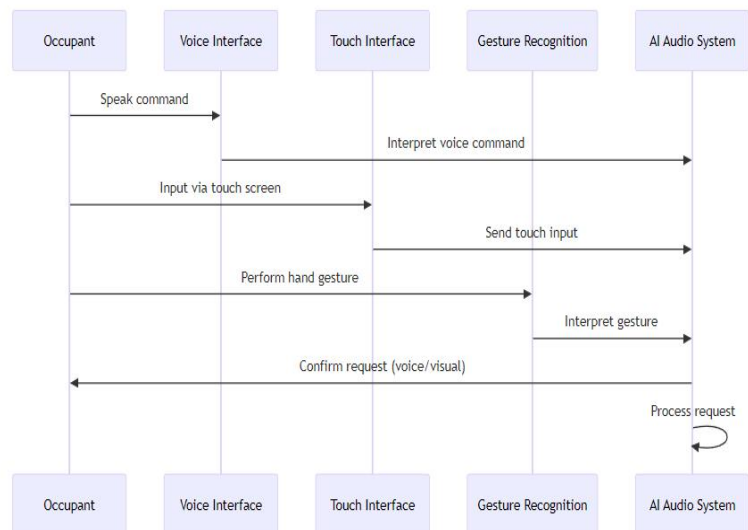 Occupant
Voice Interface
Touch Interface
Gesture Recognition
AI Audio System
Speak command
Interpret voice command
Input via touch screen
Send touch input
Perform hand gesture
Interpret gesture
Confirm request (voice/visual)
Process request
Occupant
Voice Interface
Touch Interface
Gesture Recognition
AI Audio System